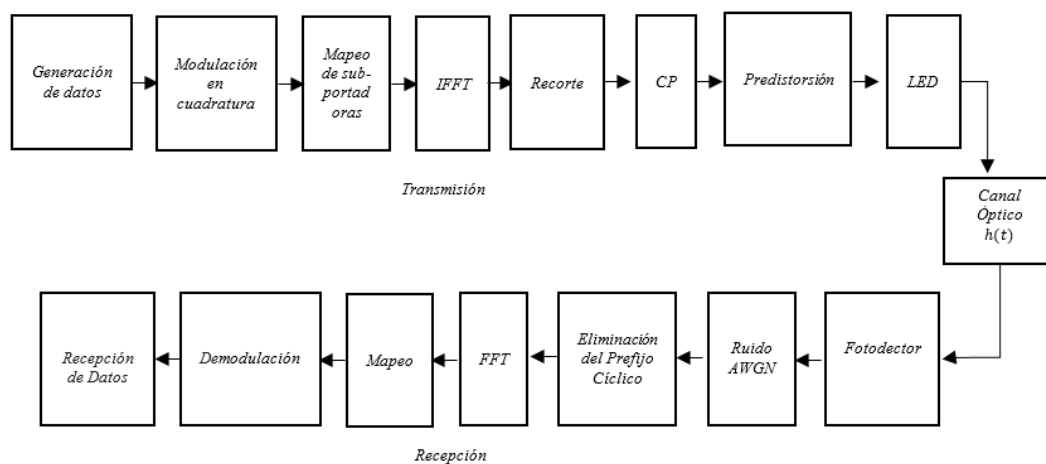 Generación
de datos
Modulación
en
cuadratura
Mapeo
de sub-
portad
oras
IFFT
Recorte
CP
Predistorsión
LED
Transmisión
Canal
Óptico
h(t)
Recepción
de Datos
Demodulación
Mapeo
FFT
Eliminación
del Prefijo
Cíclico
Ruido
AWGN
Fotodector
Recepción